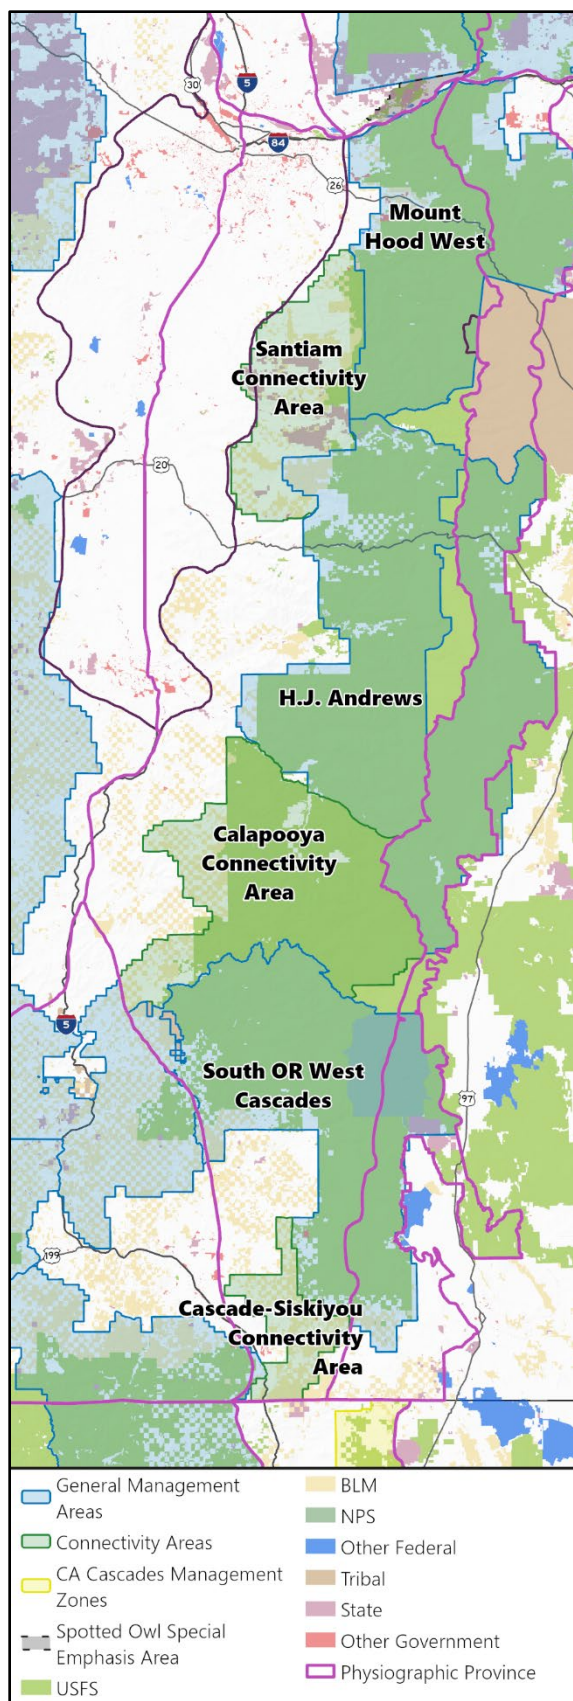 30
5
84
26
Mount
Hood West
Santiam
Connectivity
Area
20
H.J. Andrews
Calapooya
Connectivity
Area
5
South OR West
Cascades
97
199
Cascade-Siskiyou
Connectivity
Area
General Management
Areas
Connectivity Areas
CA Cascades Management
Zones
Spotted Owl Special
Emphasis Area
USFS
BLM
NPS
Other Federal
Tribal
State
Other Government
Physiographic Province